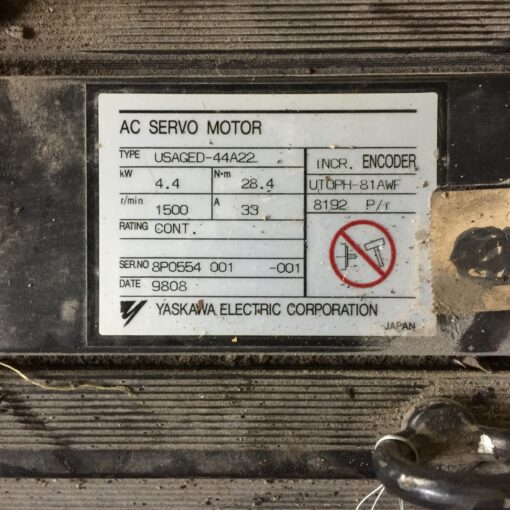 AC SERVO MOTOR
TYPE USAGED-44A22
INCR. ENCODER
kW 4.4 N·m 28.4
UTOPH-81AWF
r/min 1500 A 33
8192 P/r
RATING CONT.
SER.NO 8P0554 001 -001
DATE 9808
YASKAWA ELECTRIC CORPORATION
JAPAN